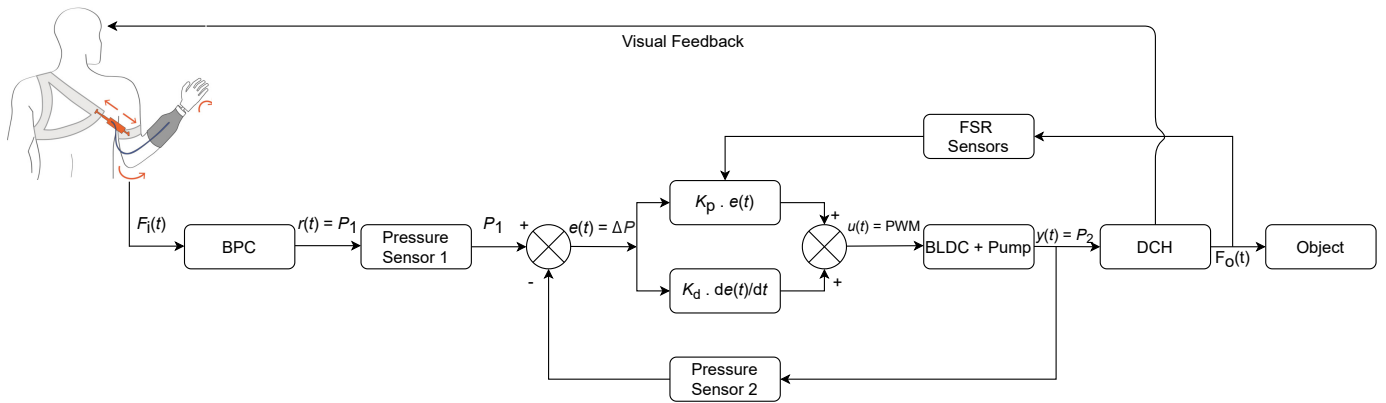 Visual Feedback
FSR
Sensors
Kp . e(t)
Fi(t)
BPC
r(t) = P1
Pressure
Sensor 1
P1
+
-
e(t) = ΔP
+
+
u(t) = PWM
BLDC + Pump
y(t) = P2
DCH
Fo(t)
Object
Kd . de(t)/dt
Pressure
Sensor 2